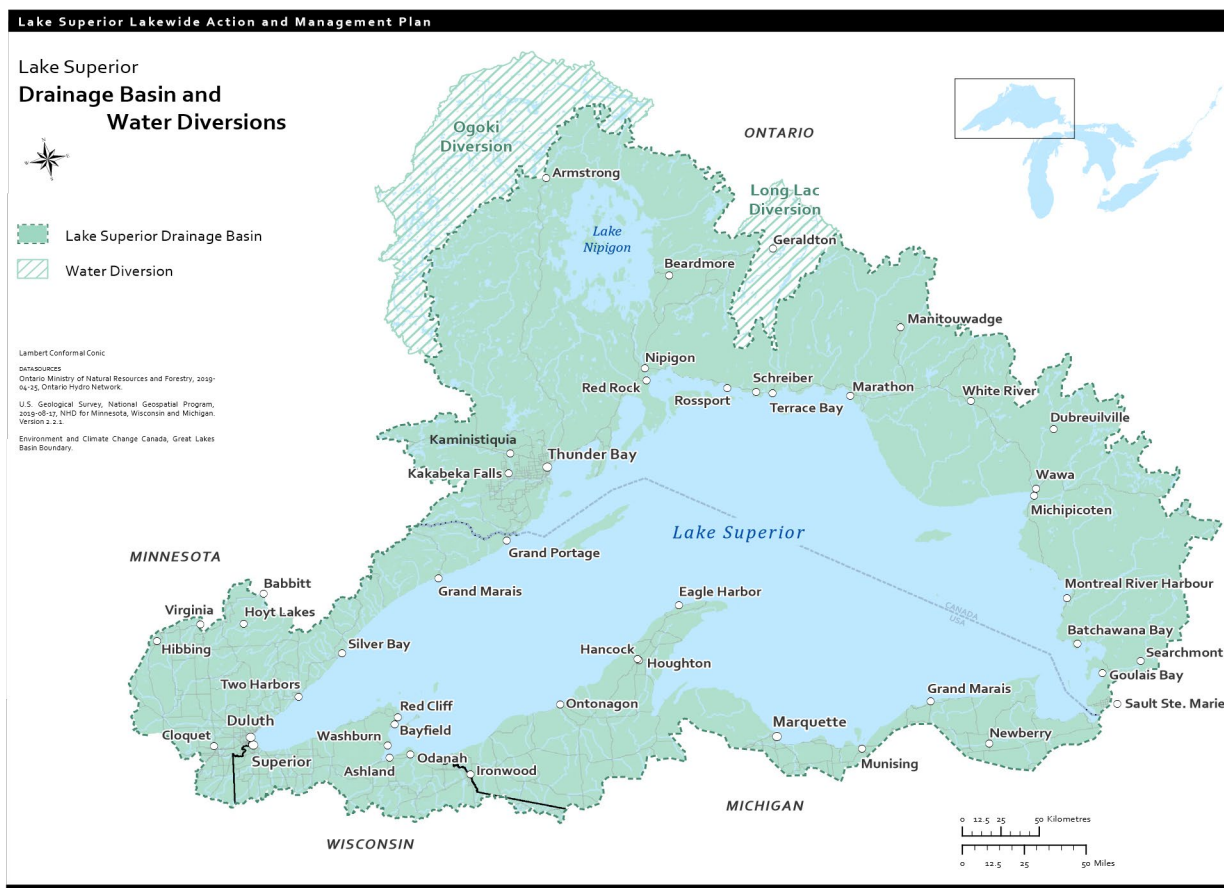 Lake Superior Lakewide Action and Management Plan
Lake Superior
Drainage Basin and
Water Diversions
Lake Superior Drainage Basin
Water Diversion
Lambert Conformal Conic
DATASOURCES
Ontario Ministry of Natural Resources and Forestry, 2019-
04-25, Ontario Hydro Network.
U.S. Geological Survey, National Geospatial Program,
2019-08-17, NHD for Minnesota, Wisconsin and Michigan.
Version 2.2.1.
Environment and Climate Change Canada, Great Lakes
Basin Boundary.
ONTARIO
Ogoki
Diversion
Armstrong
Long Lac
Diversion
Lake
Nipigon
Geraldton
Beardmore
Manitouwadge
Nipigon
Red Rock
Rossport
Schreiber
Terrace Bay
Marathon
White River
Dubreuilville
Kaministiquia
Thunder Bay
Kakabeka Falls
Wawa
Michipicoten
Lake Superior
Grand Portage
MINNESOTA
Babbitt
Grand Marais
Eagle Harbor
Montreal River Harbour
CANADA
USA
Virginia
Hoyt Lakes
Hibbing
Silver Bay
Hancock
Houghton
Batchawana Bay
Searchmont
Goulais Bay
Two Harbors
Red Cliff
Ontonagon
Grand Marais
Sault Ste. Marie
Duluth
Bayfield
Marquette
Cloquet
Washburn
Newberry
Superior
Odanah
Ashland
Ironwood
Munising
MICHIGAN
WISCONSIN
0 12.5 25 50 Kilometres
0 12.5 25 50 Miles